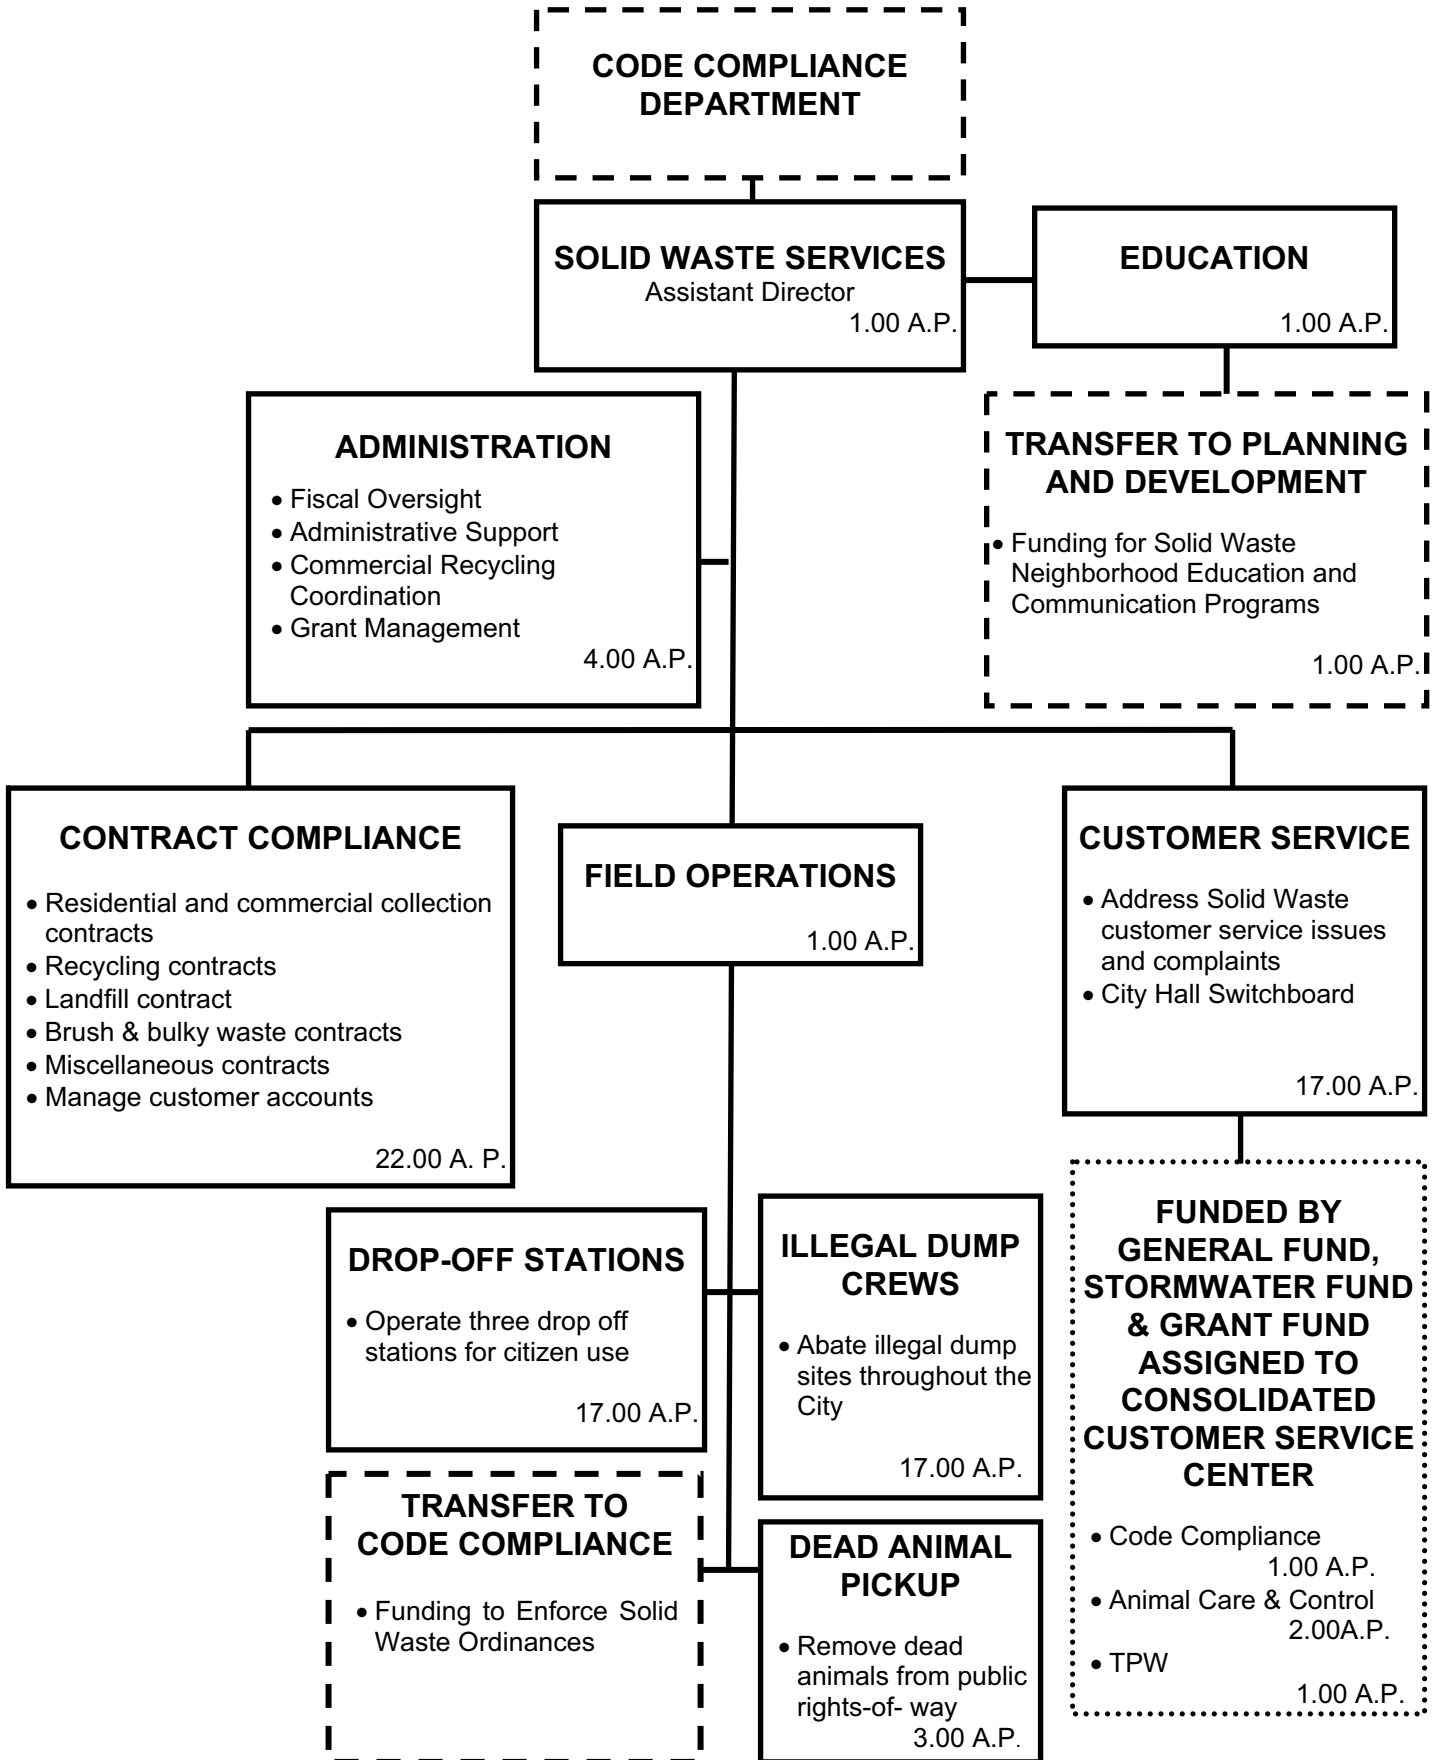 CODE COMPLIANCE
DEPARTMENT
SOLID WASTE SERVICES
Assistant Director
1.00 A.P.
EDUCATION
1.00 A.P.
ADMINISTRATION
• Fiscal Oversight
• Administrative Support
• Commercial Recycling
Coordination
• Grant Management
4.00 A.P.
TRANSFER TO PLANNING
AND DEVELOPMENT
• Funding for Solid Waste
Neighborhood Education and
Communication Programs
1.00 A.P.
CONTRACT COMPLIANCE
• Residential and commercial collection
contracts
• Recycling contracts
• Landfill contract
• Brush & bulky waste contracts
• Miscellaneous contracts
• Manage customer accounts
22.00 A. P.
FIELD OPERATIONS
1.00 A.P.
CUSTOMER SERVICE
• Address Solid Waste
customer service issues
and complaints
• City Hall Switchboard
17.00 A.P.
DROP-OFF STATIONS
• Operate three drop off
stations for citizen use
17.00 A.P.
ILLEGAL DUMP
CREWS
• Abate illegal dump
sites throughout the
City
17.00 A.P.
FUNDED BY
GENERAL FUND,
STORMWATER FUND
& GRANT FUND
ASSIGNED TO
CONSOLIDATED
CUSTOMER SERVICE
CENTER
• Code Compliance
1.00 A.P.
• Animal Care & Control
2.00A.P.
• TPW
1.00 A.P.
TRANSFER TO
CODE COMPLIANCE
• Funding to Enforce Solid
Waste Ordinances
DEAD ANIMAL
PICKUP
• Remove dead
animals from public
rights-of- way
3.00 A.P.